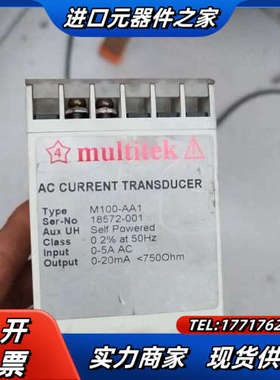 进口元器件之家
4 multitek
AC CURRENT TRANSDUCER
Type M100-AA1
Ser-No 18572-001
Aux UH Self Powered
Class 0.2% at 50Hz
Input 0-5A AC
Output 0-20mA <750Ohm
开
票
TEL:17717762
实力商家 现货供